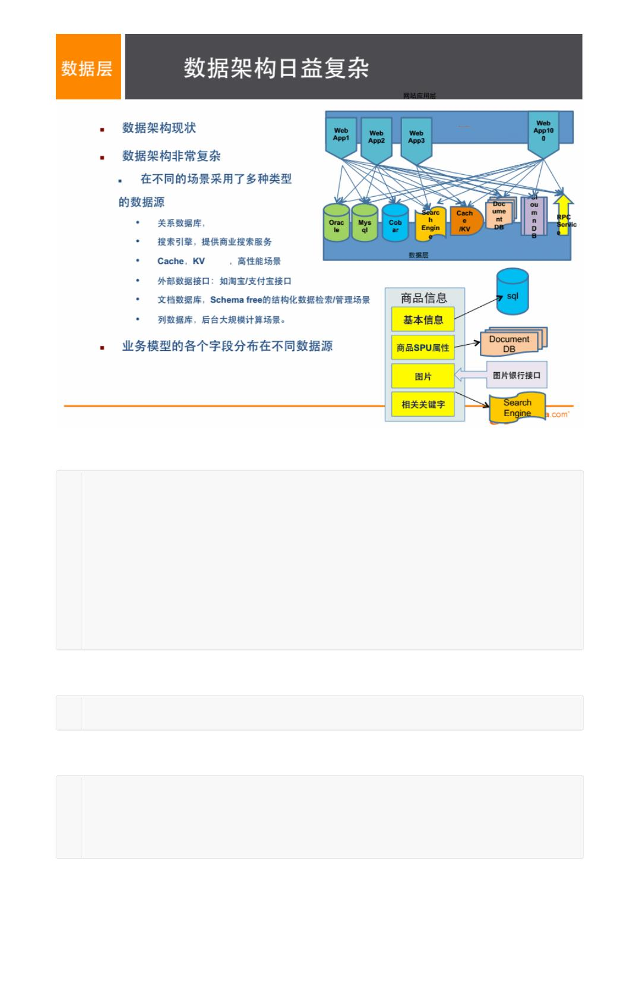 数据层
数据架构日益复杂
网站应用层
▪ 数据架构现状
▪ 数据架构非常复杂
▪ 在不同的场景采用了多种类型
的数据源
• 关系数据库，
• 搜索引擎，提供商业搜索服务
• Cache，KV ，高性能场景
• 外部数据接口：如淘宝/支付宝接口
• 文档数据库，Schema free的结构化数据检索/管理场景
• 列数据库，后台大规模计算场景。
▪ 业务模型的各个字段分布在不同数据源
Web
App1
Web
App2
Web
App3
......
Web
App10
0
Orac
le
Mys
ql
Cob
ar
Searc
h
Engin
e
Cach
e
/KV
Doc
ume
nt
DB
oum
n
D
B
RPC
Servic
e
数据层
商品信息
基本信息
商品SPU属性
图片
相关关键字
sql
Document
DB
图片银行接口
Search
Engine
a.com